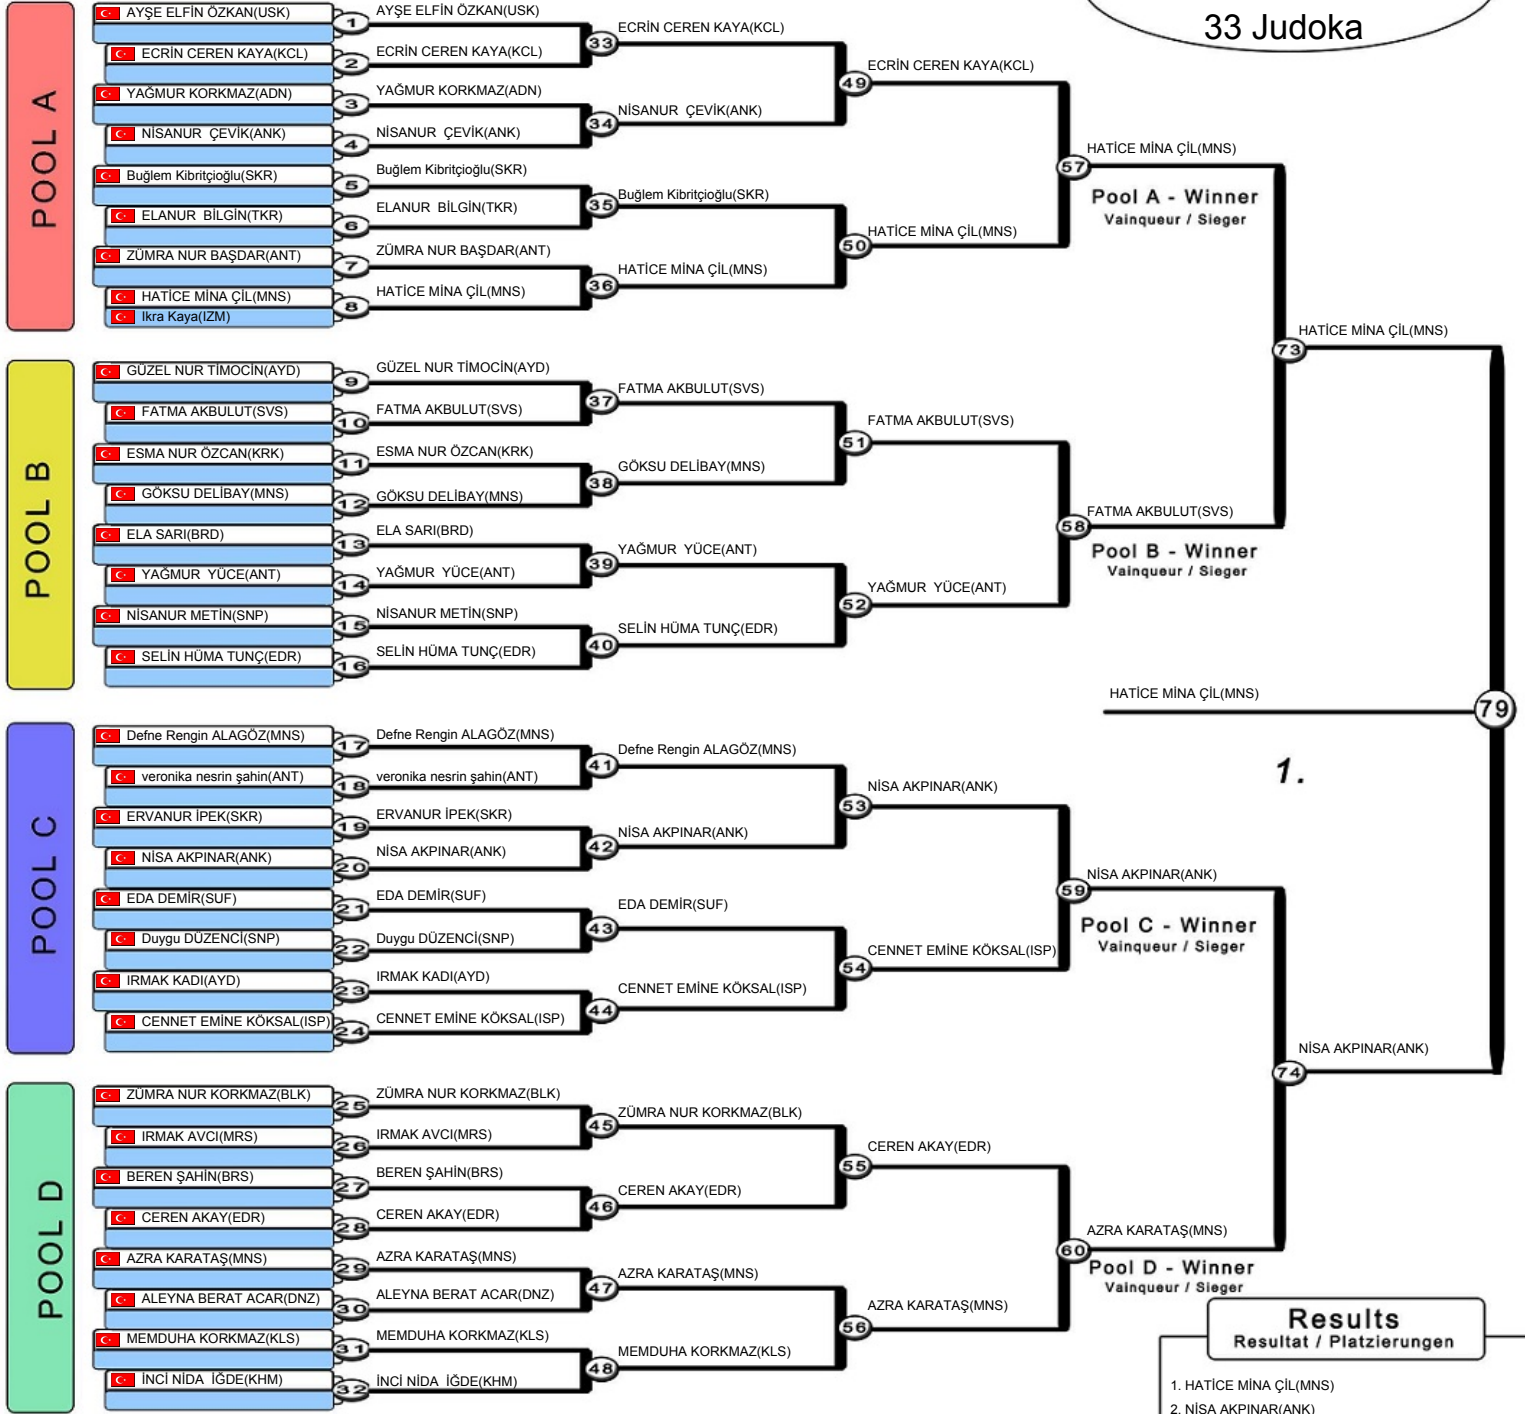 33 Judoka
POOL A
AYŞE ELFİN ÖZKAN(USK)
1
ECRİN CEREN KAYA(KCL)
2
YAĞMUR KORKMAZ(ADN)
3
NİSANUR ÇEVİK(ANK)
4
Buğlem Kibritçioğlu(SKR)
5
ELANUR BİLGİN(TKR)
6
ZÜMRA NUR BAŞDAR(ANT)
7
HATİCE MİNA ÇİL(MNS)
Ikra Kaya(IZM)
8
AYŞE ELFİN ÖZKAN(USK)
ECRİN CEREN KAYA(KCL)
33
YAĞMUR KORKMAZ(ADN)
NİSANUR ÇEVİK(ANK)
34
Buğlem Kibritçioğlu(SKR)
ELANUR BİLGİN(TKR)
35
ZÜMRA NUR BAŞDAR(ANT)
HATİCE MİNA ÇİL(MNS)
36
ECRİN CEREN KAYA(KCL)
NİSANUR ÇEVİK(ANK)
49
Buğlem Kibritçioğlu(SKR)
HATİCE MİNA ÇİL(MNS)
50
ECRİN CEREN KAYA(KCL)
HATİCE MİNA ÇİL(MNS)
57
HATİCE MİNA ÇİL(MNS)
Pool A - Winner
Vainqueur / Sieger
POOL B
GÜZEL NUR TİMOCİN(AYD)
9
FATMA AKBULUT(SVS)
10
ESMA NUR ÖZCAN(KRK)
11
GÖKSU DELİBAY(MNS)
12
ELA SARI(BRD)
13
YAĞMUR YÜCE(ANT)
14
NİSANUR METİN(SNP)
15
SELİN HÜMA TUNÇ(EDR)
16
GÜZEL NUR TİMOCİN(AYD)
FATMA AKBULUT(SVS)
37
ESMA NUR ÖZCAN(KRK)
GÖKSU DELİBAY(MNS)
38
ELA SARI(BRD)
YAĞMUR YÜCE(ANT)
39
NİSANUR METİN(SNP)
SELİN HÜMA TUNÇ(EDR)
40
FATMA AKBULUT(SVS)
GÖKSU DELİBAY(MNS)
51
YAĞMUR YÜCE(ANT)
SELİN HÜMA TUNÇ(EDR)
52
FATMA AKBULUT(SVS)
YAĞMUR YÜCE(ANT)
58
FATMA AKBULUT(SVS)
Pool B - Winner
Vainqueur / Sieger
73
HATİCE MİNA ÇİL(MNS)
HATİCE MİNA ÇİL(MNS)
79
1.
POOL C
Defne Rengin ALAGÖZ(MNS)
17
veronika nesrin şahin(ANT)
18
ERVANUR İPEK(SKR)
19
NİSA AKPINAR(ANK)
20
EDA DEMİR(SUF)
21
Duygu DÜZENCİ(SNP)
22
IRMAK KADI(AYD)
23
CENNET EMİNE KÖKSAL(ISP)
24
Defne Rengin ALAGÖZ(MNS)
veronika nesrin şahin(ANT)
41
ERVANUR İPEK(SKR)
NİSA AKPINAR(ANK)
42
EDA DEMİR(SUF)
Duygu DÜZENCİ(SNP)
43
IRMAK KADI(AYD)
CENNET EMİNE KÖKSAL(ISP)
44
Defne Rengin ALAGÖZ(MNS)
NİSA AKPINAR(ANK)
53
EDA DEMİR(SUF)
CENNET EMİNE KÖKSAL(ISP)
54
NİSA AKPINAR(ANK)
CENNET EMİNE KÖKSAL(ISP)
59
NİSA AKPINAR(ANK)
Pool C - Winner
Vainqueur / Sieger
POOL D
ZÜMRA NUR KORKMAZ(BLK)
25
IRMAK AVCI(MRS)
26
BEREN ŞAHİN(BRS)
27
CEREN AKAY(EDR)
28
AZRA KARATAŞ(MNS)
29
ALEYNA BERAT ACAR(DNZ)
30
MEMDUHA KORKMAZ(KLS)
31
İNCİ NİDA İĞDE(KHM)
32
ZÜMRA NUR KORKMAZ(BLK)
IRMAK AVCI(MRS)
45
BEREN ŞAHİN(BRS)
CEREN AKAY(EDR)
46
AZRA KARATAŞ(MNS)
ALEYNA BERAT ACAR(DNZ)
47
MEMDUHA KORKMAZ(KLS)
İNCİ NİDA İĞDE(KHM)
48
ZÜMRA NUR KORKMAZ(BLK)
CEREN AKAY(EDR)
55
AZRA KARATAŞ(MNS)
MEMDUHA KORKMAZ(KLS)
56
CEREN AKAY(EDR)
AZRA KARATAŞ(MNS)
60
AZRA KARATAŞ(MNS)
Pool D - Winner
Vainqueur / Sieger
74
NİSA AKPINAR(ANK)
Results
Resultat / Platzierungen
1. HATİCE MİNA ÇİL(MNS)
2. NİSA AKPINAR(ANK)